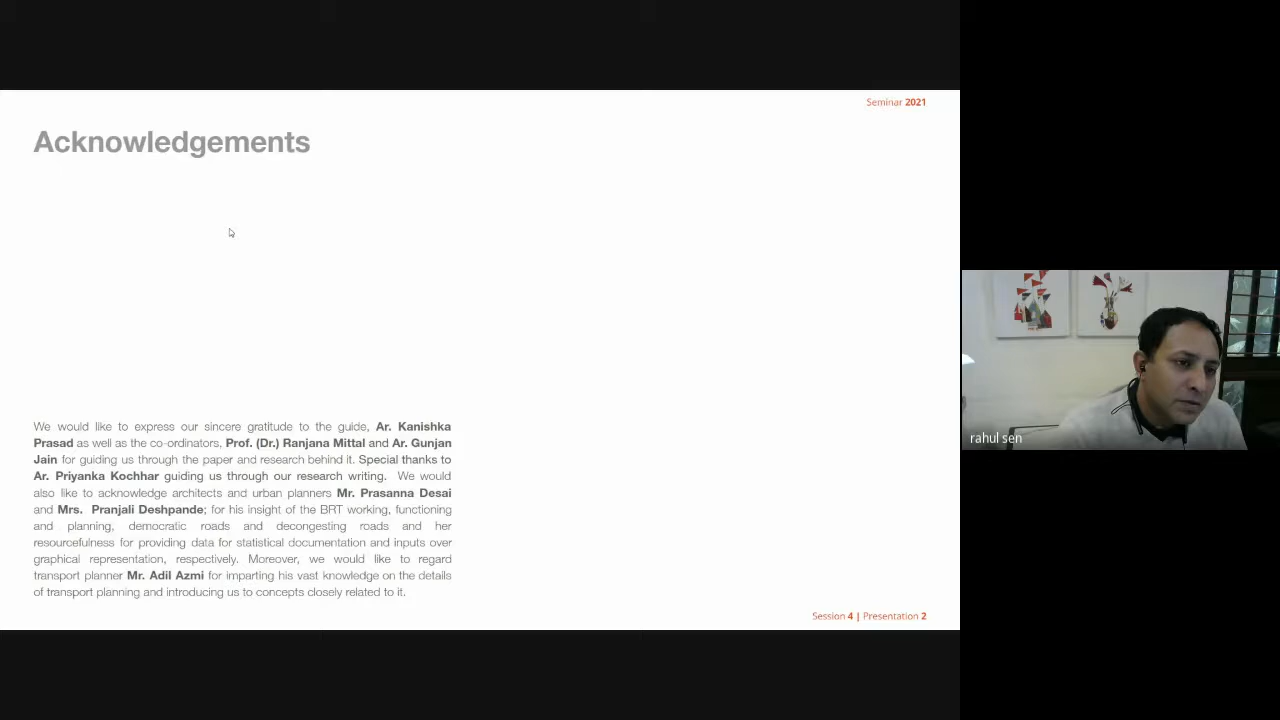 Seminar 2021
Acknowledgements
We would like to express our sincere gratitude to the guide, Ar. Kanishka
Prasad as well as the co-ordinators, Prof. (Dr.) Ranjana Mittal and Ar. Gunjan
Jain for guiding us through the paper and research behind it. Special thanks to
Ar. Priyanka Kochhar guiding us through our research writing. We would
also like to acknowledge architects and urban planners Mr. Prasanna Desai
and Mrs. Pranjali Deshpande; for his insight of the BRT working, functioning
and planning, democratic roads and decongesting roads and her
resourcefulness for providing data for statistical documentation and inputs over
graphical representation, respectively. Moreover, we would like to regard
transport planner Mr. Adil Azmi for imparting his vast knowledge on the details
of transport planning and introducing us to concepts closely related to it.
Session 4 | Presentation 2
rahul sen